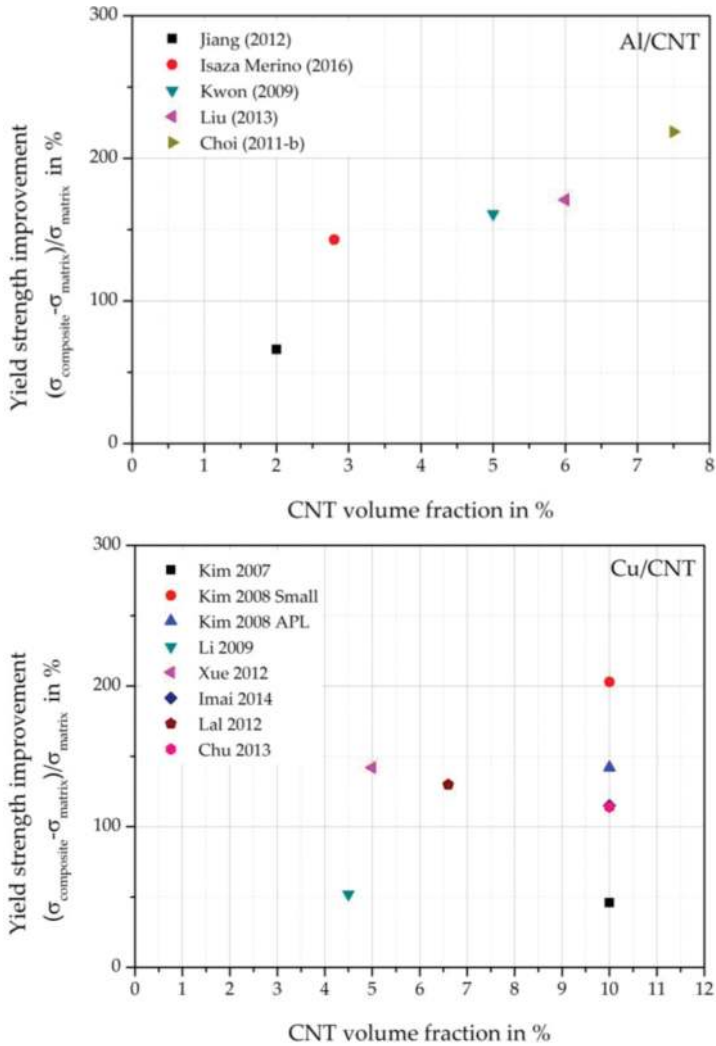 300
200
100
0
Yield strength improvement
(σcomposite-σmatrix)/σmatrix in %
Jiang (2012)
Isaza Merino (2016)
Kwon (2009)
Liu (2013)
Choi (2011-b)
Al/CNT
0 1 2 3 4 5 6 7 8
CNT volume fraction in %
300
200
100
0
Yield strength improvement
(σcomposite-σmatrix)/σmatrix in %
Kim 2007
Kim 2008 Small
Kim 2008 APL
Li 2009
Xue 2012
Imai 2014
Lal 2012
Chu 2013
Cu/CNT
0 1 2 3 4 5 6 7 8 9 10 11 12
CNT volume fraction in %